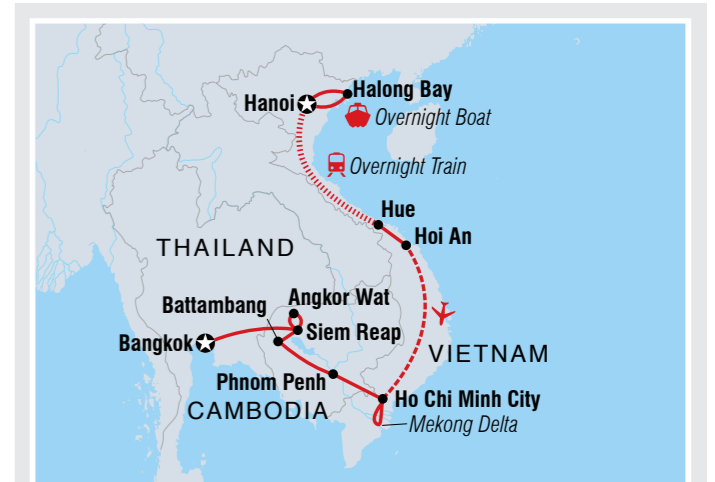 Halong Bay
Hanoi
Overnight Boat
Overnight Train
Hue
Hoi An
THAILAND
Angkor Wat
Battambang
Siem Reap
Bangkok
VIETNAM
Phnom Penh
Ho Chi Minh City
CAMBODIA
Mekong Delta